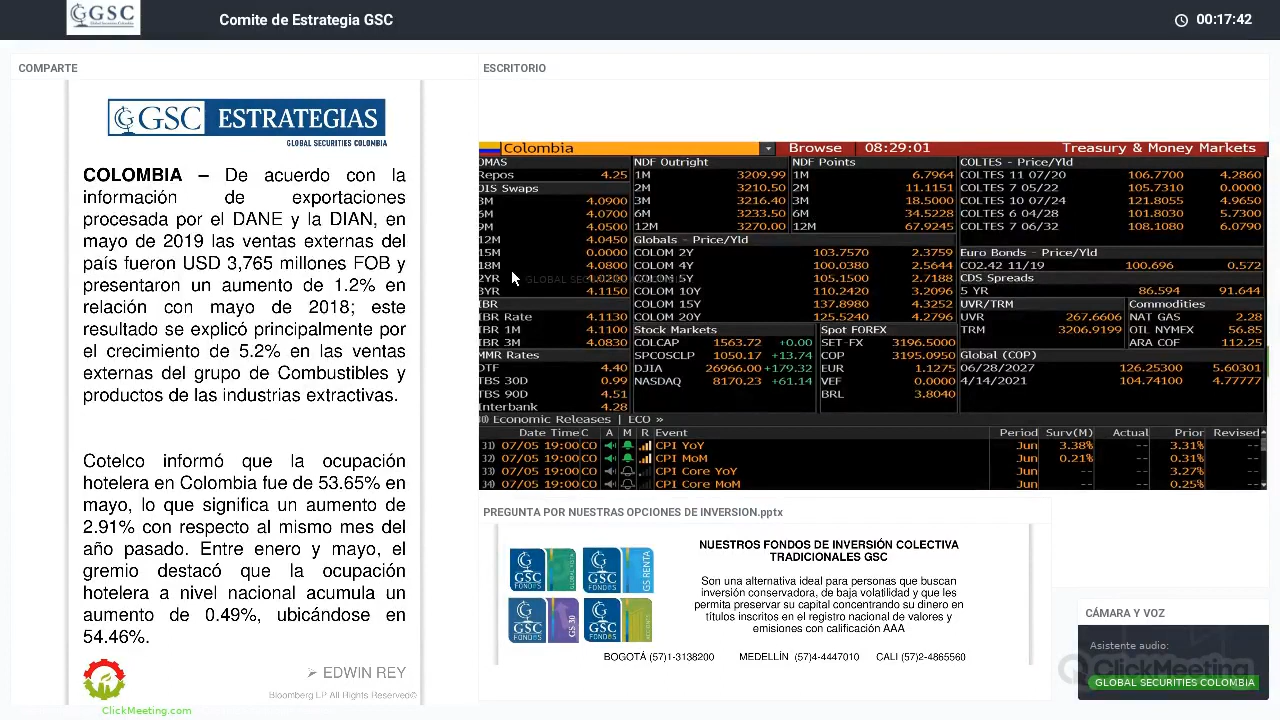 GGSC
Comite de Estrategia GSC
00:17:42
COMPARTE
GSC ESTRATEGIAS
GLOBAL SECURITIES COLOMBIA
COLOMBIA – De acuerdo con la
información de exportaciones
procesada por el DANE y la DIAN, en
mayo de 2019 las ventas externas del
país fueron USD 3,765 millones FOB y
presentaron un aumento de 1.2% en
relación con mayo de 2018; este
resultado se explicó principalmente por
el crecimiento de 5.2% en las ventas
externas del grupo de Combustibles y
productos de las industrias extractivas.
Cotelco informó que la ocupación
hotelera en Colombia fue de 53.65% en
mayo, lo que significa un aumento de
2.91% con respecto al mismo mes del
año pasado. Entre enero y mayo, el
gremio destacó que la ocupación
hotelera a nivel nacional acumula un
aumento de 0.49%, ubicándose en
54.46%.
EDWIN REY
Bloomberg LP All Rights Reserved©
ClickMeeting.com
ESCRITORIO
Colombia Browse 08:29:01 Treasury & Money Markets
OMAS
Repos 4.25
OIS Swaps
3M 4.0900
6M 4.0700
9M 4.0500
12M 4.0450
15M 0.0000
18M 4.0800
2YR 4.0200
3YR 4.1150
IBR
IBR Rate 4.1130
IBR 1M 4.1100
IBR 3M 4.0830
MMR Rates
DTF 4.40
TBS 30D 0.99
TBS 90D 4.51
Interbank 4.28
NDF Outright
1M 3209.99
2M 3210.50
3M 3216.40
6M 3233.50
12M 3270.00
NDF Points
1M 6.7964
2M 11.1151
3M 18.5000
6M 34.5228
12M 67.9245
Globals - Price/Yld
COLOM 2Y 103.7570 2.3759
COLOM 4Y 100.0380 2.5644
COLOM 5Y 105.1500 2.7188
COLOM 10Y 110.2420 3.2096
COLOM 15Y 137.8980 4.3252
COLOM 20Y 125.5240 4.2796
Stock Markets
COLCAP 1563.72 +0.00
SPCOSCLP 1050.17 +13.74
DJIA 26966.00 +179.32
NASDAQ 8170.23 +61.14
Spot FOREX
SET-FX 3196.5000
COP 3195.0950
EUR 1.1275
VEF 0.0000
BRL 3.8040
COLTES - Price/Yld
COLTES 11 07/20 106.7700 4.2860
COLTES 7 05/22 105.7310 0.0000
COLTES 10 07/24 121.8055 4.9650
COLTES 6 04/28 101.8030 5.7300
COLTES 7 06/32 108.1080 6.0790
Euro Bonds - Price/Yld
CO2.42 11/19 100.696 0.572
CDS Spreads
5 YR 86.594 91.644
UVR/TRM
UVR 267.6606
TRM 3206.9199
Commodities
NAT GAS 2.28
OIL NYMEX 56.85
ARA COF 112.25
Global (COP)
06/28/2027 126.25300 5.60301
4/14/2021 104.74100 4.77777
30) Economic Releases | ECO »
Date Time C A M R Event Period Surv(M) Actual Prior Revised
31) 07/05 19:00 CO CPI YoY Jun 3.38% -- 3.31% --
32) 07/05 19:00 CO CPI MoM Jun 0.21% -- 0.31% --
33) 07/05 19:00 CO CPI Core YoY Jun -- -- 3.27% --
34) 07/05 19:00 CO CPI Core MoM Jun -- -- 0.25% --
PREGUNTA POR NUESTRAS OPCIONES DE INVERSION.pptx
GSC FONDOS
GSC FONDOS GS RENTA
GSC FONDOS GS 30
GSC FONDOS
NUESTROS FONDOS DE INVERSIÓN COLECTIVA
TRADICIONALES GSC
Son una alternativa ideal para personas que buscan
inversión conservadora, de baja volatilidad y que les
permita preservar su capital concentrando su dinero en
títulos inscritos en el registro nacional de valores y
emisiones con calificación AAA
BOGOTÁ (57)1-3138200 MEDELLÍN (57)4-4447010 CALI (57)2-4865560
CÁMARA Y VOZ
Asistente audio:
ClickMeeting
GLOBAL SECURITIES COLOMBIA